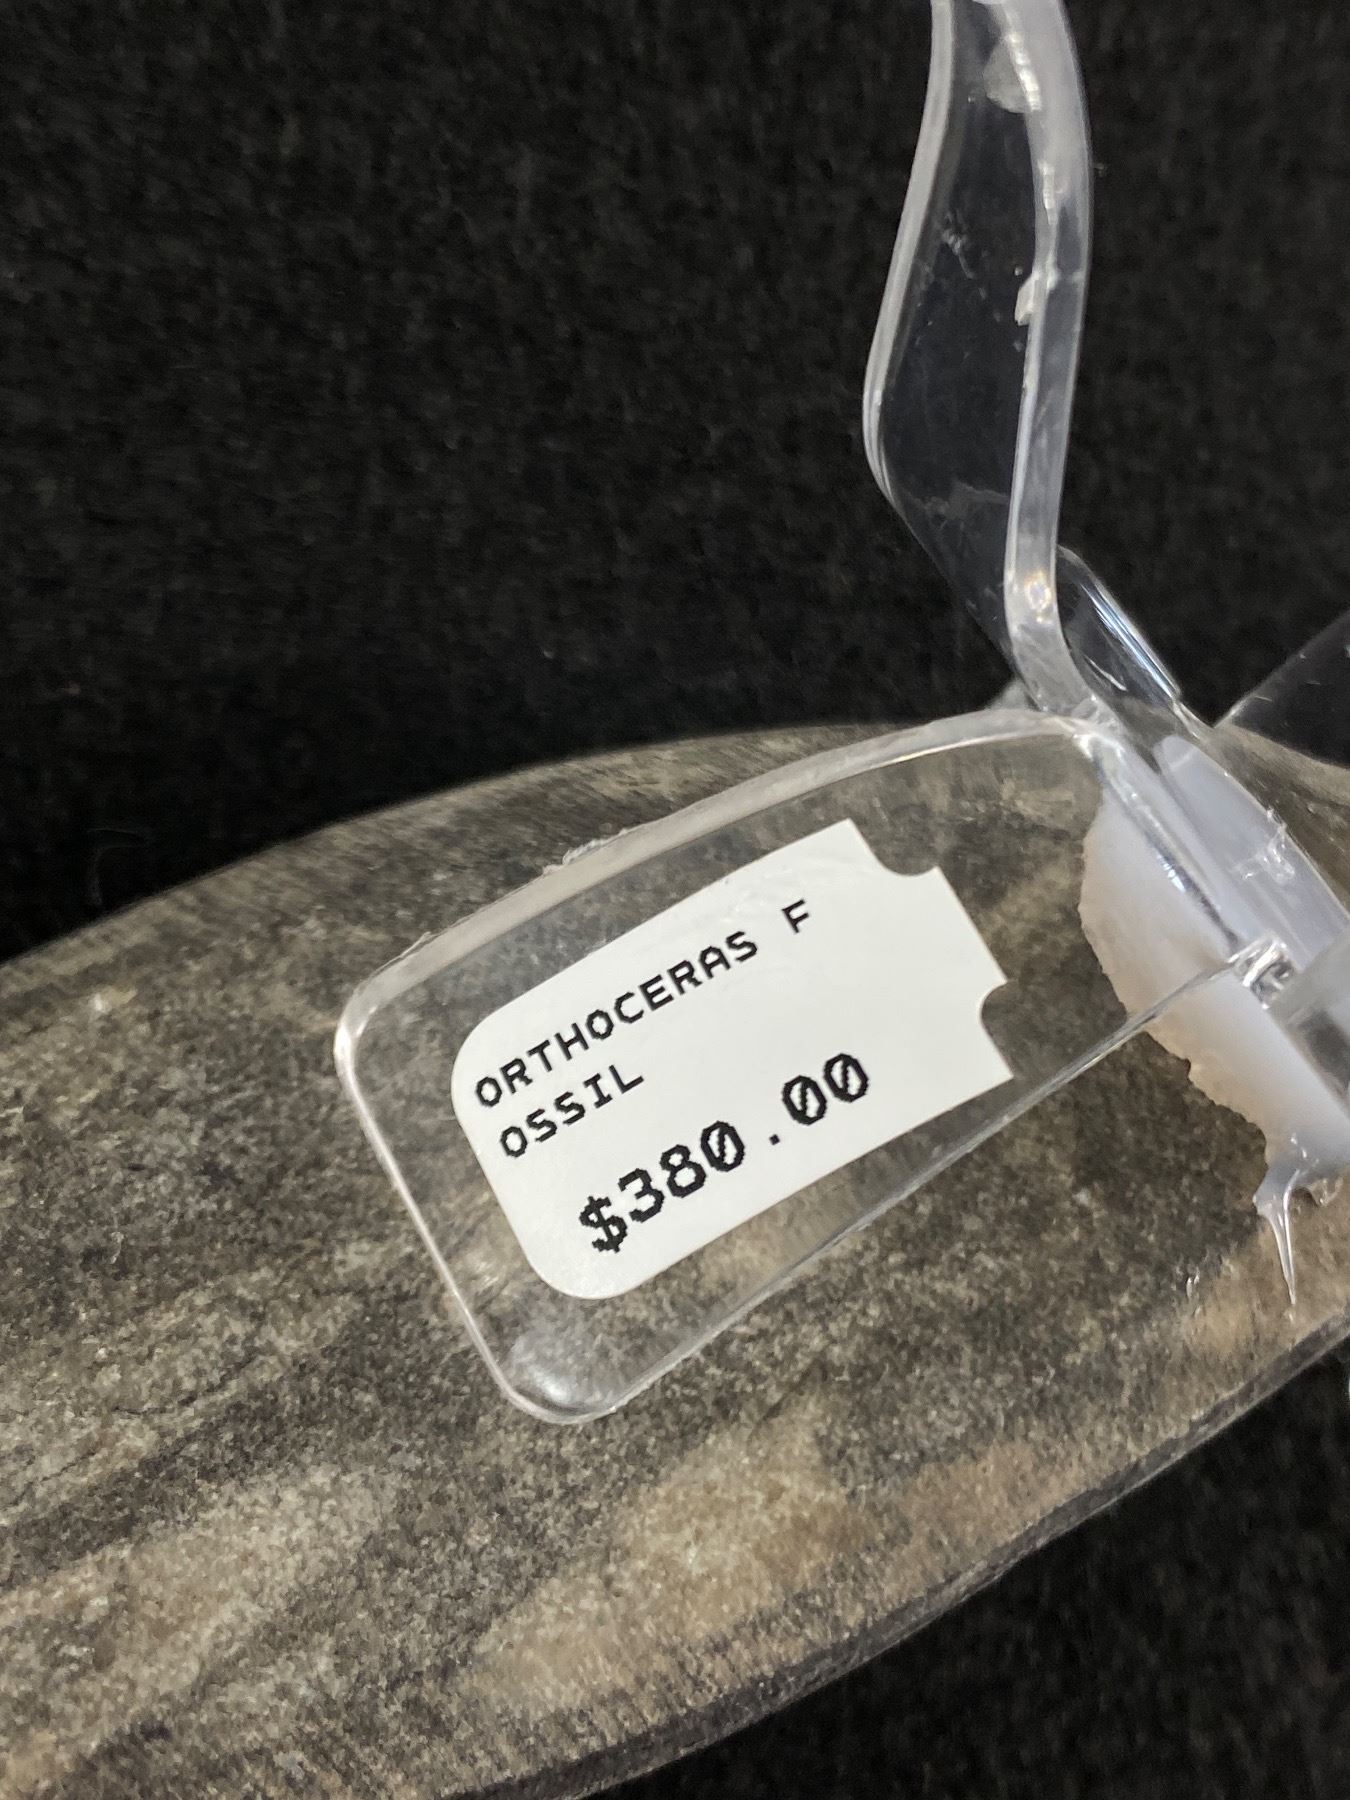 ORTHOCERAS F
OSSIL
$380.00